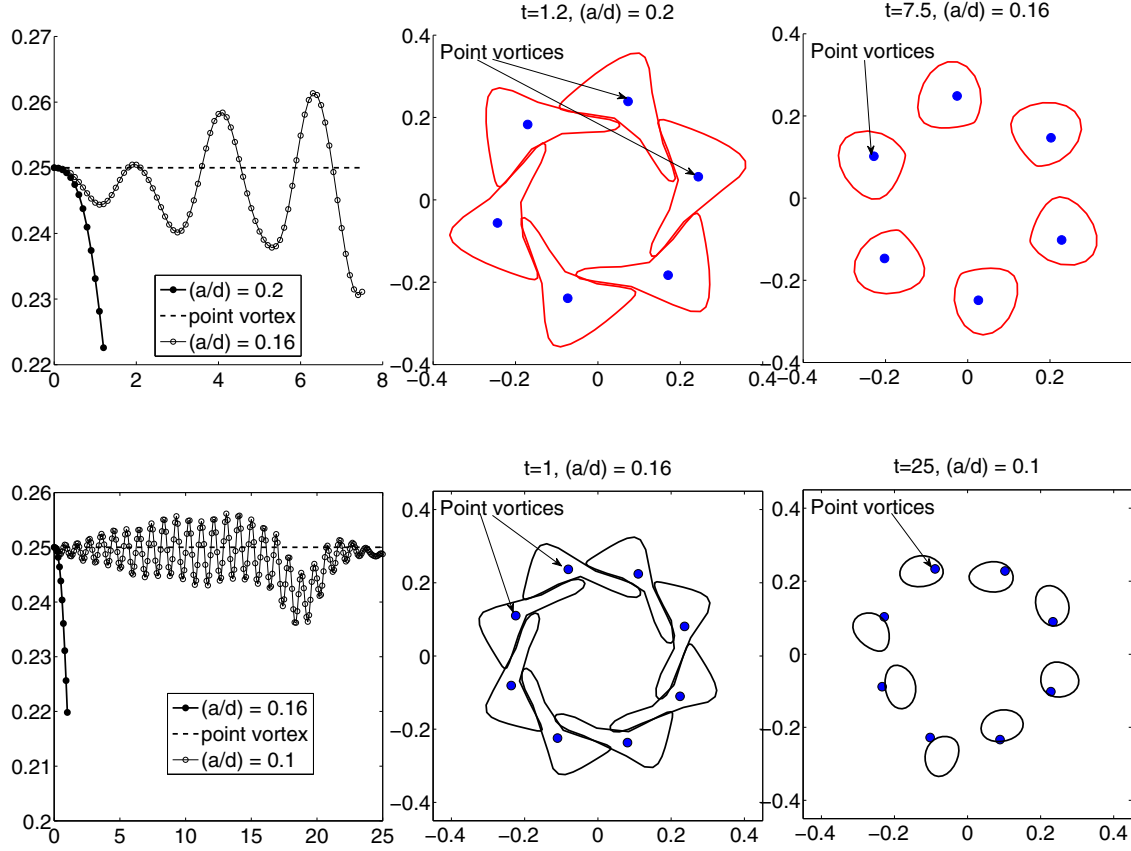 t=1.2, (a/d) = 0.2
t=7.5, (a/d) = 0.16
0.27
0.26
0.25
0.24
0.23
0.22
0 2 4 6 8
(a/d) = 0.2
point vortex
(a/d) = 0.16
Point vortices
0.4
0.2
0
−0.2
−0.4
−0.4 −0.2 0 0.2 0.4
Point vortices
0.4
0.2
0
−0.2
−0.4
−0.4 −0.2 0 0.2
t=1, (a/d) = 0.16
t=25, (a/d) = 0.1
0.26
0.25
0.24
0.23
0.22
0.21
0.2
0 5 10 15 20 25
(a/d) = 0.16
point vortex
(a/d) = 0.1
Point vortices
0.4
0.2
0
−0.2
−0.4
−0.4 −0.2 0 0.2 0.4
Point vortices
0.4
0.2
0
−0.2
−0.4
−0.4 −0.2 0 0.2 0.4